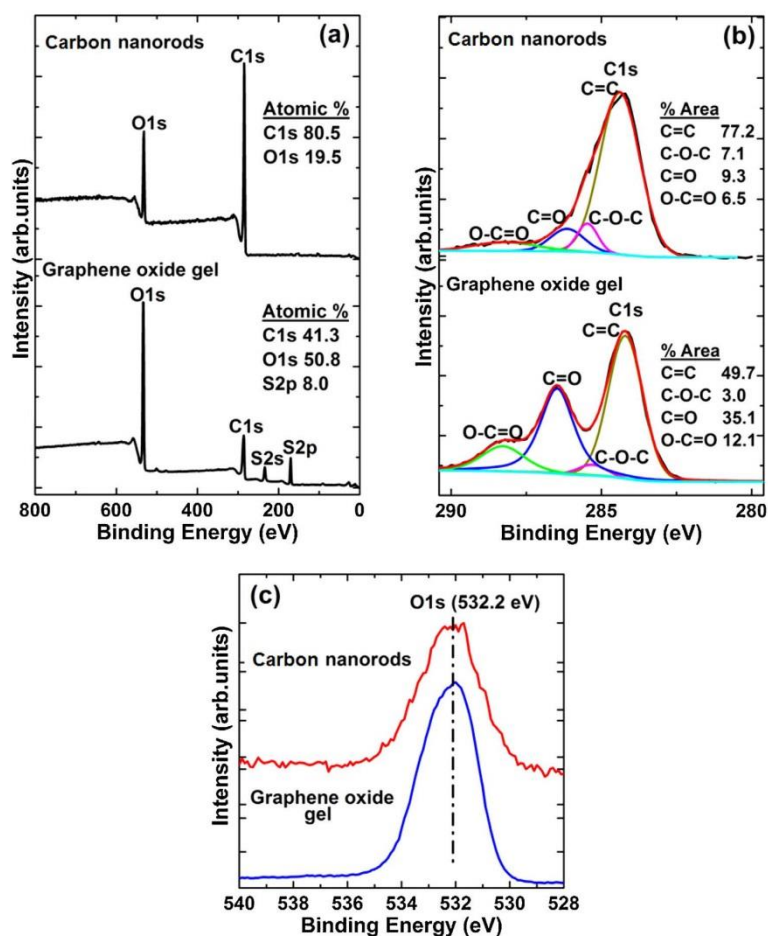 (a)
Carbon nanorods
C1s
O1s
Atomic %
C1s 80.5
O1s 19.5
Graphene oxide gel
O1s
Atomic %
C1s 41.3
O1s 50.8
S2p 8.0
C1s
S2s
S2p
Intensity (arb.units)
800 600 400 200 0
Binding Energy (eV)
(b)
Carbon nanorods
C1s
C=C
% Area
C=C 77.2
C-O-C 7.1
C=O 9.3
O-C=O 6.5
C=O
C-O-C
O-C=O
Graphene oxide gel
C1s
C=C
% Area
C=C 49.7
C-O-C 3.0
C=O 35.1
O-C=O 12.1
C=O
O-C=O
C-O-C
Intensity (arb.units)
290 285 280
Binding Energy (eV)
(c)
O1s (532.2 eV)
Carbon nanorods
Graphene oxide
gel
Intensity (arb.units)
540 538 536 534 532 530 528
Binding Energy (eV)